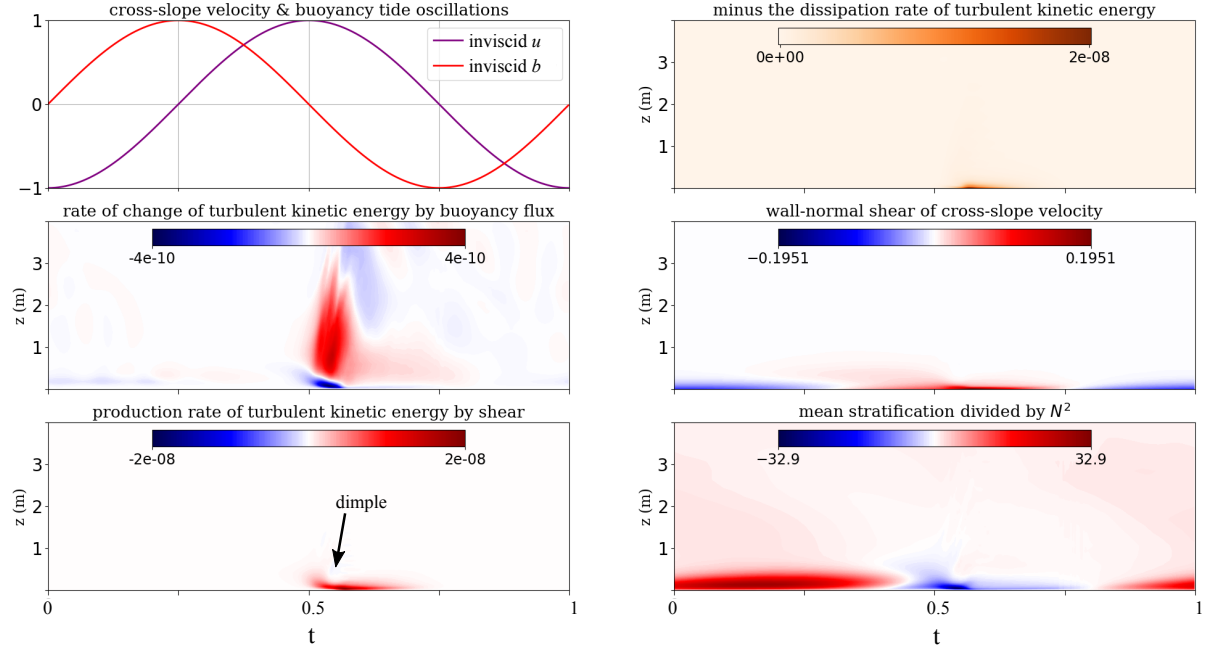 cross-slope velocity & buoyancy tide oscillations
1
0
−1
inviscid u
inviscid b
minus the dissipation rate of turbulent kinetic energy
0e+00
2e-08
z (m)
3
2
1
rate of change of turbulent kinetic energy by buoyancy flux
-4e-10
4e-10
z (m)
3
2
1
wall-normal shear of cross-slope velocity
−0.1951
0.1951
z (m)
3
2
1
production rate of turbulent kinetic energy by shear
-2e-08
2e-08
dimple
z (m)
3
2
1
0
0.5
1
t
mean stratification divided by N²
−32.9
32.9
z (m)
3
2
1
0
0.5
1
t